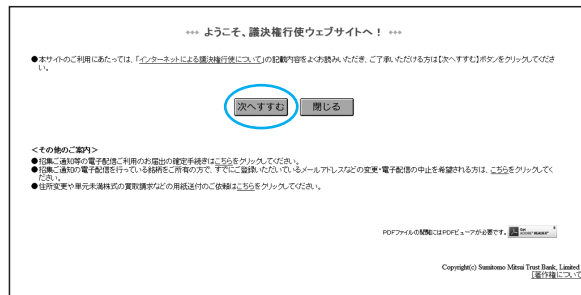 *** ようこそ、議決権行使ウェブサイトへ! ***
●本サイトのご利用にあたっては、「インターネットによる議決権行使について」の記載内容をよくお読みいただき、ご了承いただける方は【次へすすむ】ボタンをクリックしてくださ
い。
次へすすむ 閉じる
<その他のご案内>
●招集ご通知等の電子配信ご利用のお届出の確定手続きはこちらをクリックしてください。
●招集ご通知の電子配信を行っている銘柄をご所有の方で、すでにご登録いただいているメールアドレスなどの変更・電子配信の中止を希望される方は、こちらをクリックしてく
ださい。
●住所変更や単元未満株式の買取請求などの用紙送付のご依頼はこちらをクリックしてください。
PDFファイルの閲覧にはPDFビューアが必要です。 Get ADOBE® READER®
Copyright(c) Sumitomo Mitsui Trust Bank, Limited
[著作権について